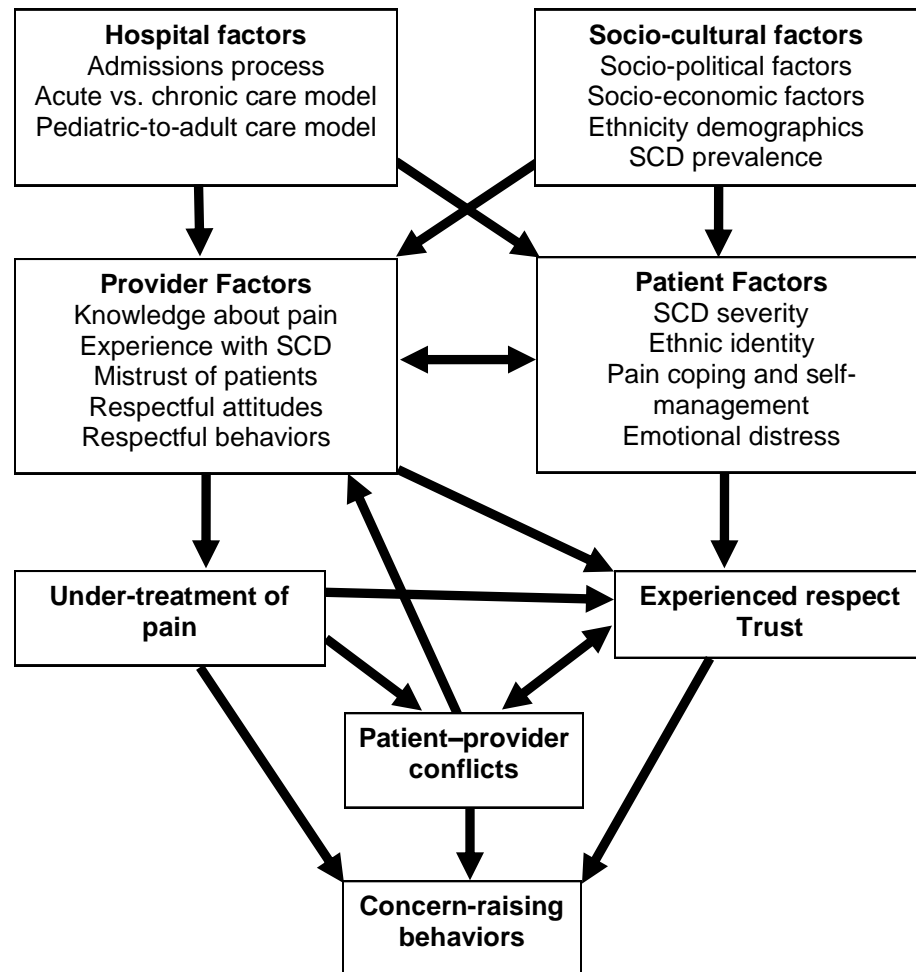 Hospital factors
Admissions process
Acute vs. chronic care model
Pediatric-to-adult care model
Socio-cultural factors
Socio-political factors
Socio-economic factors
Ethnicity demographics
SCD prevalence
Provider Factors
Knowledge about pain
Experience with SCD
Mistrust of patients
Respectful attitudes
Respectful behaviors
Patient Factors
SCD severity
Ethnic identity
Pain coping and self-
management
Emotional distress
Under-treatment of
pain
Experienced respect
Trust
Patient–provider
conflicts
Concern-raising
behaviors